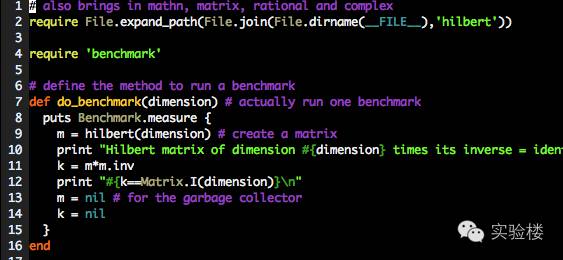 1 # also brings in mathn, matrix, rational and complex
2 require File.expand_path(File.join(File.dirname(__FILE__),'hilbert'))
3
4 require 'benchmark'
5
6 # define the method to run a benchmark
7 def do_benchmark(dimension) # actually run one benchmark
8   puts Benchmark.measure {
9     m = hilbert(dimension) # create a matrix
10     print "Hilbert matrix of dimension #{dimension} times its inverse = iden
11     k = m*m.inv
12     print "#{k==Matrix.I(dimension)}\n"
13     m = nil # for the garbage collector
14     k = nil
15   }
16 end
17
实验楼